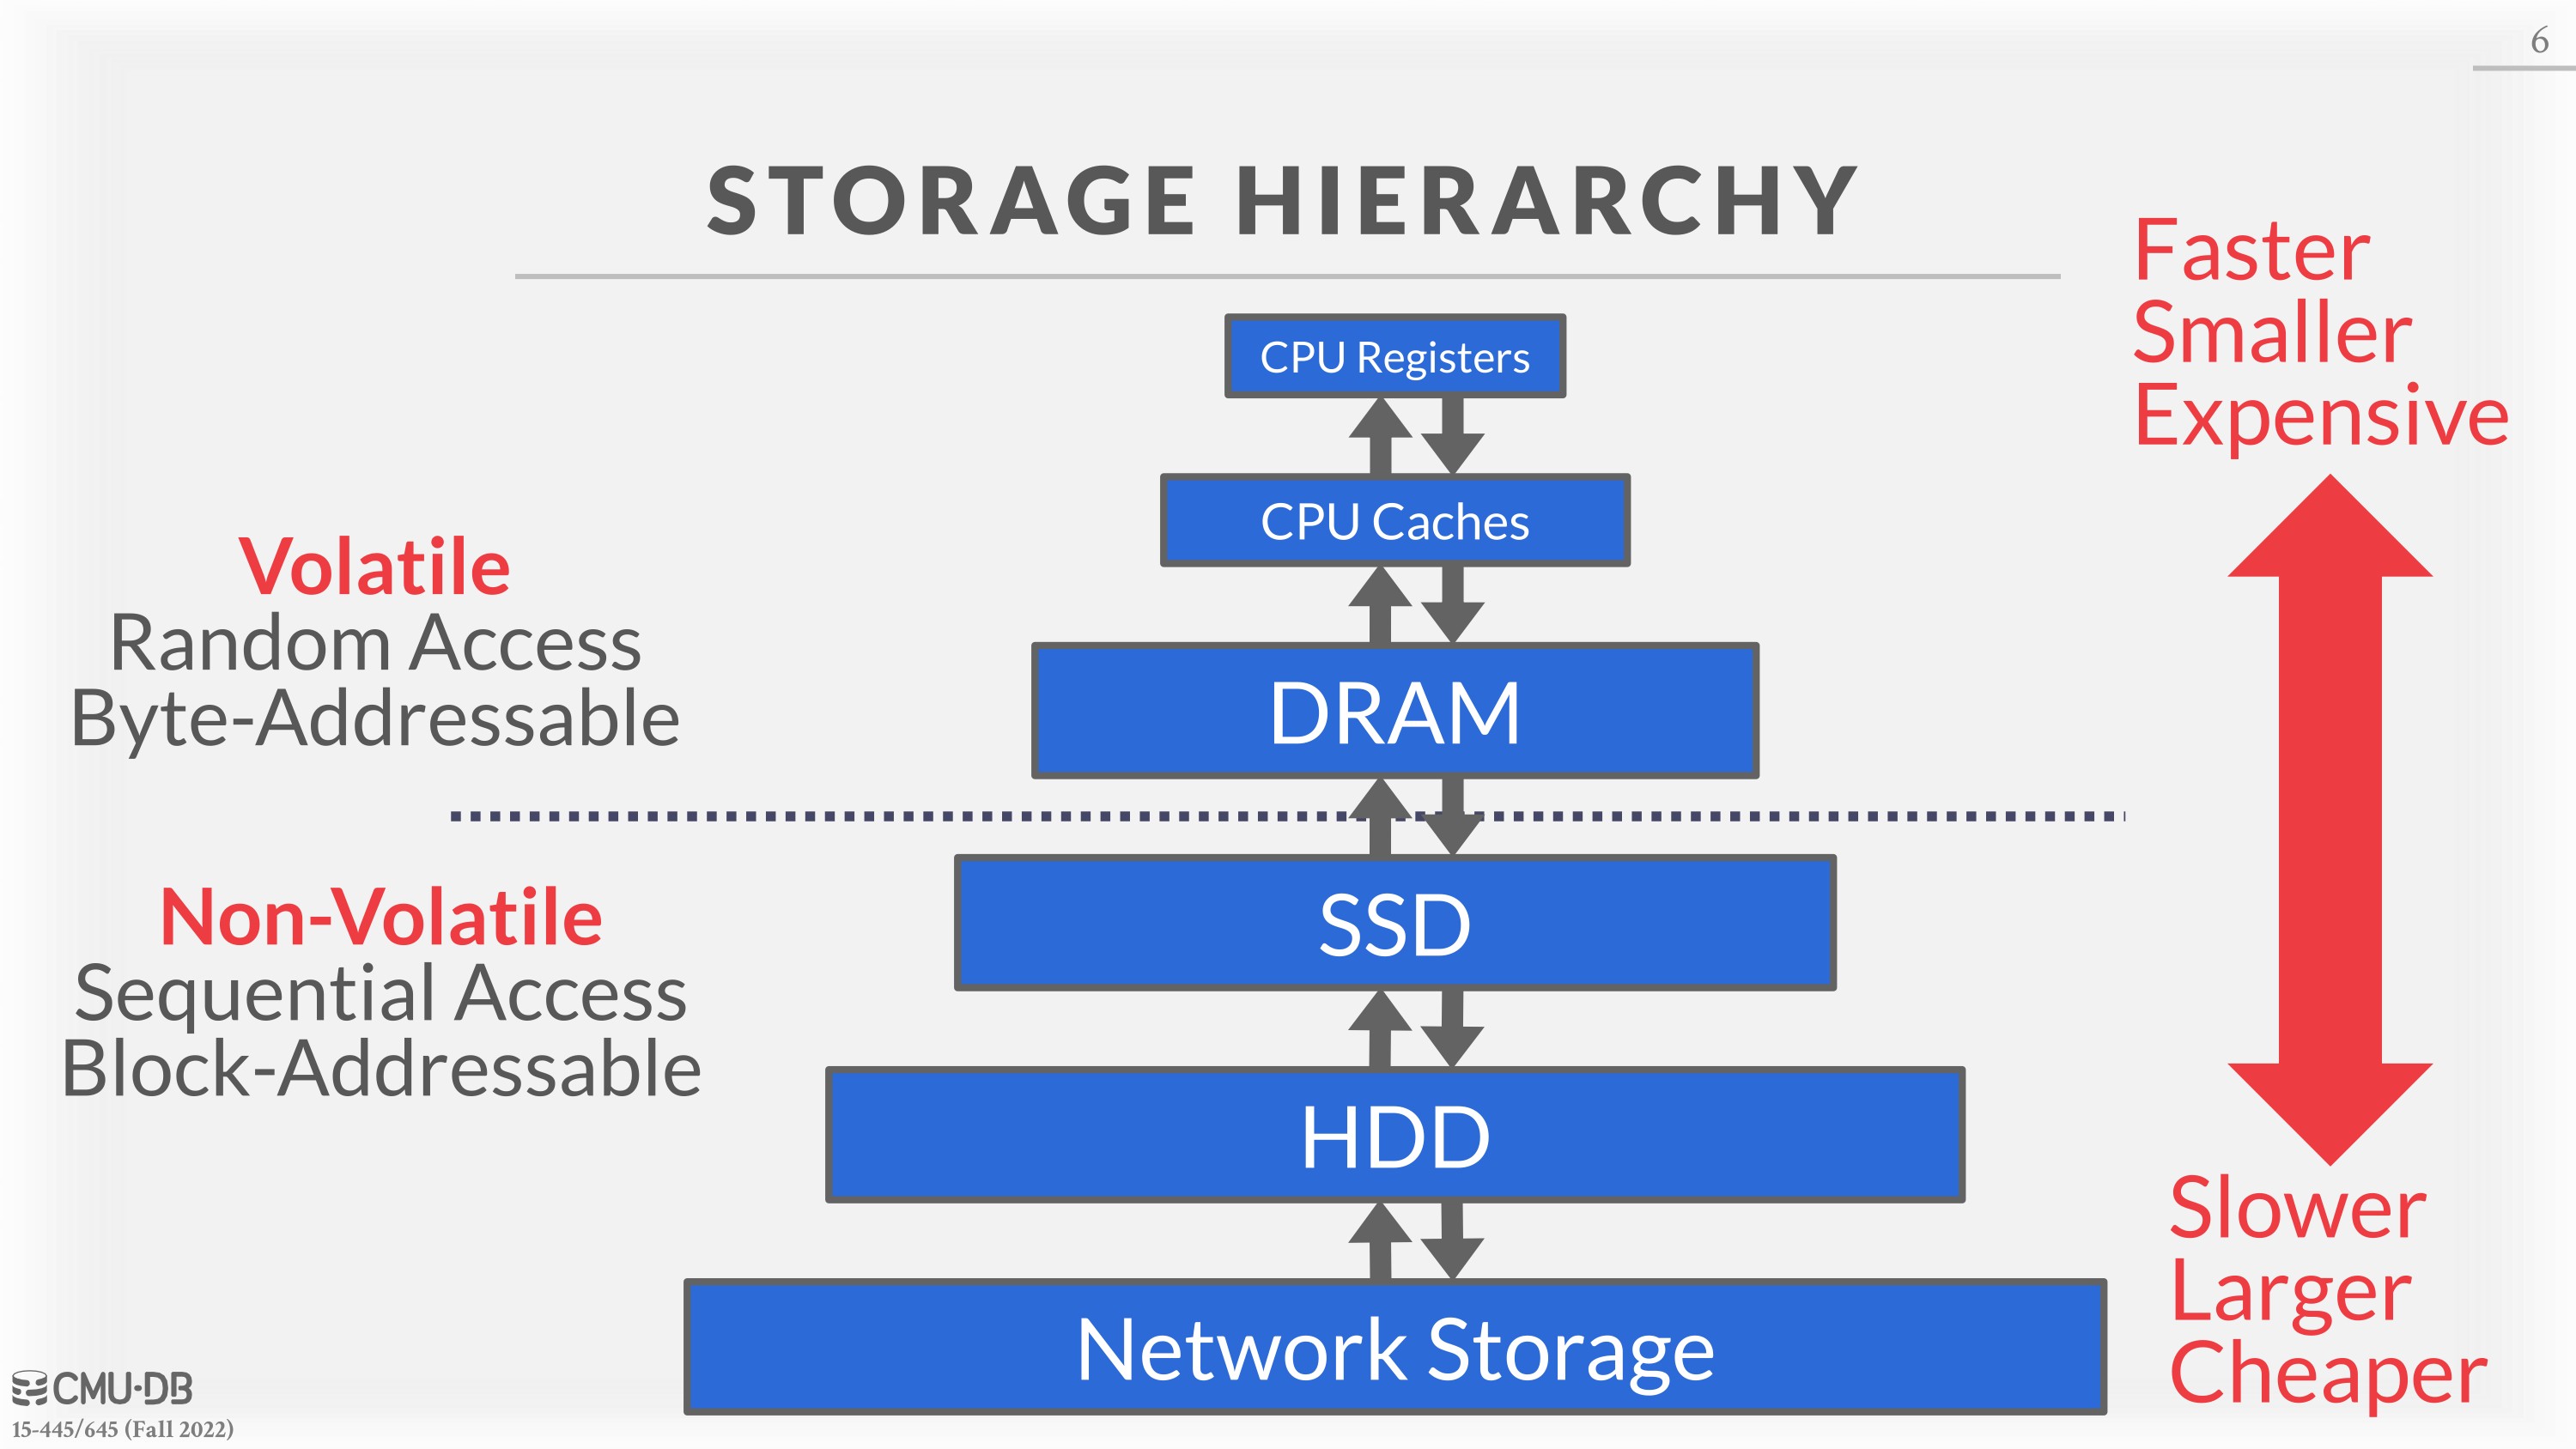 6
STORAGE HIERARCHY
Faster
Smaller
Expensive
CPU Registers
CPU Caches
Volatile
Random Access
Byte-Addressable
DRAM
Non-Volatile
Sequential Access
Block-Addressable
SSD
HDD
Network Storage
Slower
Larger
Cheaper
CMU·DB
15-445/645 (Fall 2022)